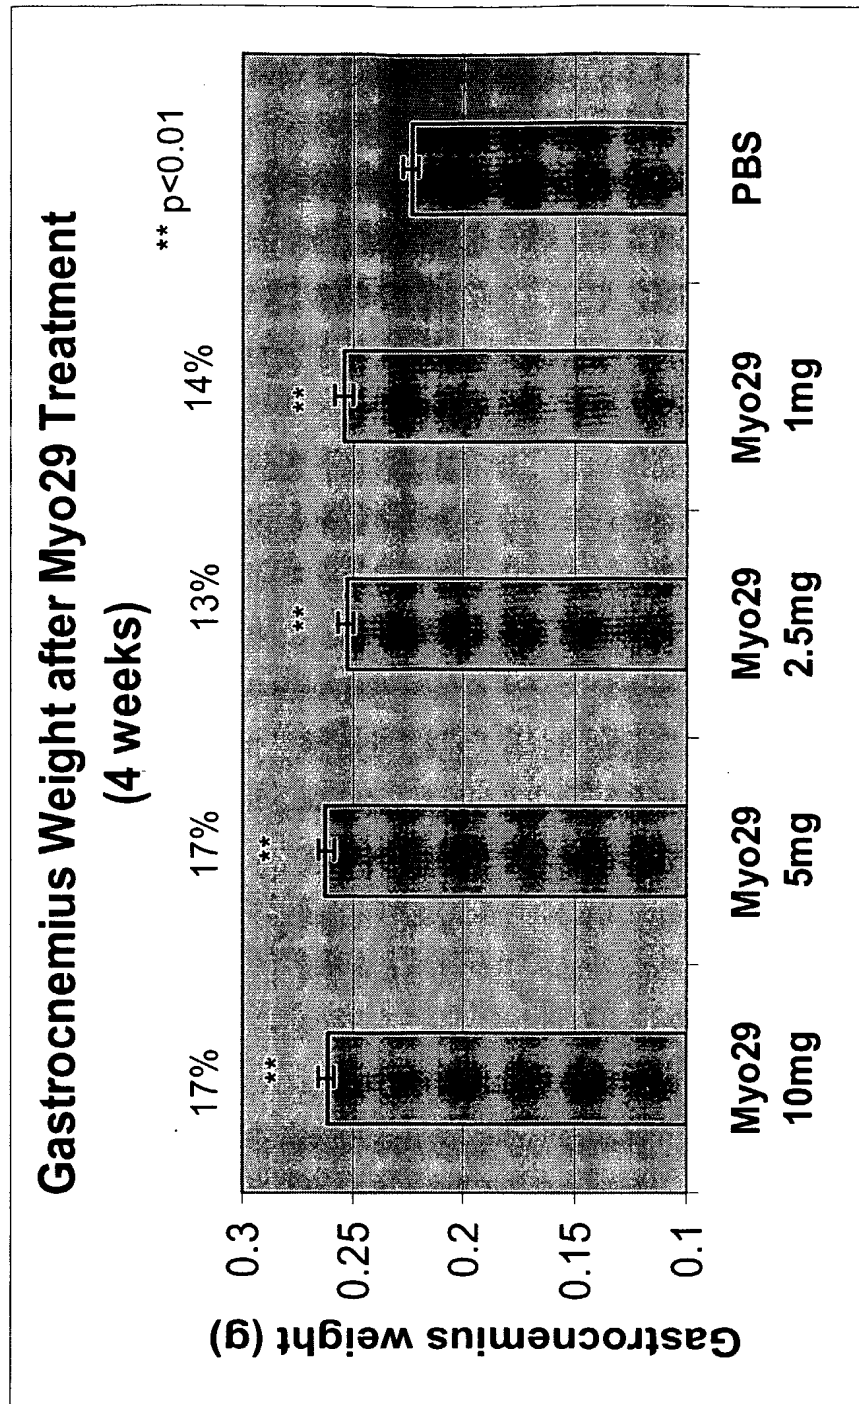 Gastrocnemius Weight after Myo29 Treatment
(4 weeks)
** p<0.01
17%
17%
13%
14%
**
**
**
**
Gastrocnemius weight (g)
0.3
0.25
0.2
0.15
0.1
Myo29
10mg
Myo29
5mg
Myo29
2.5mg
Myo29
1mg
PBS